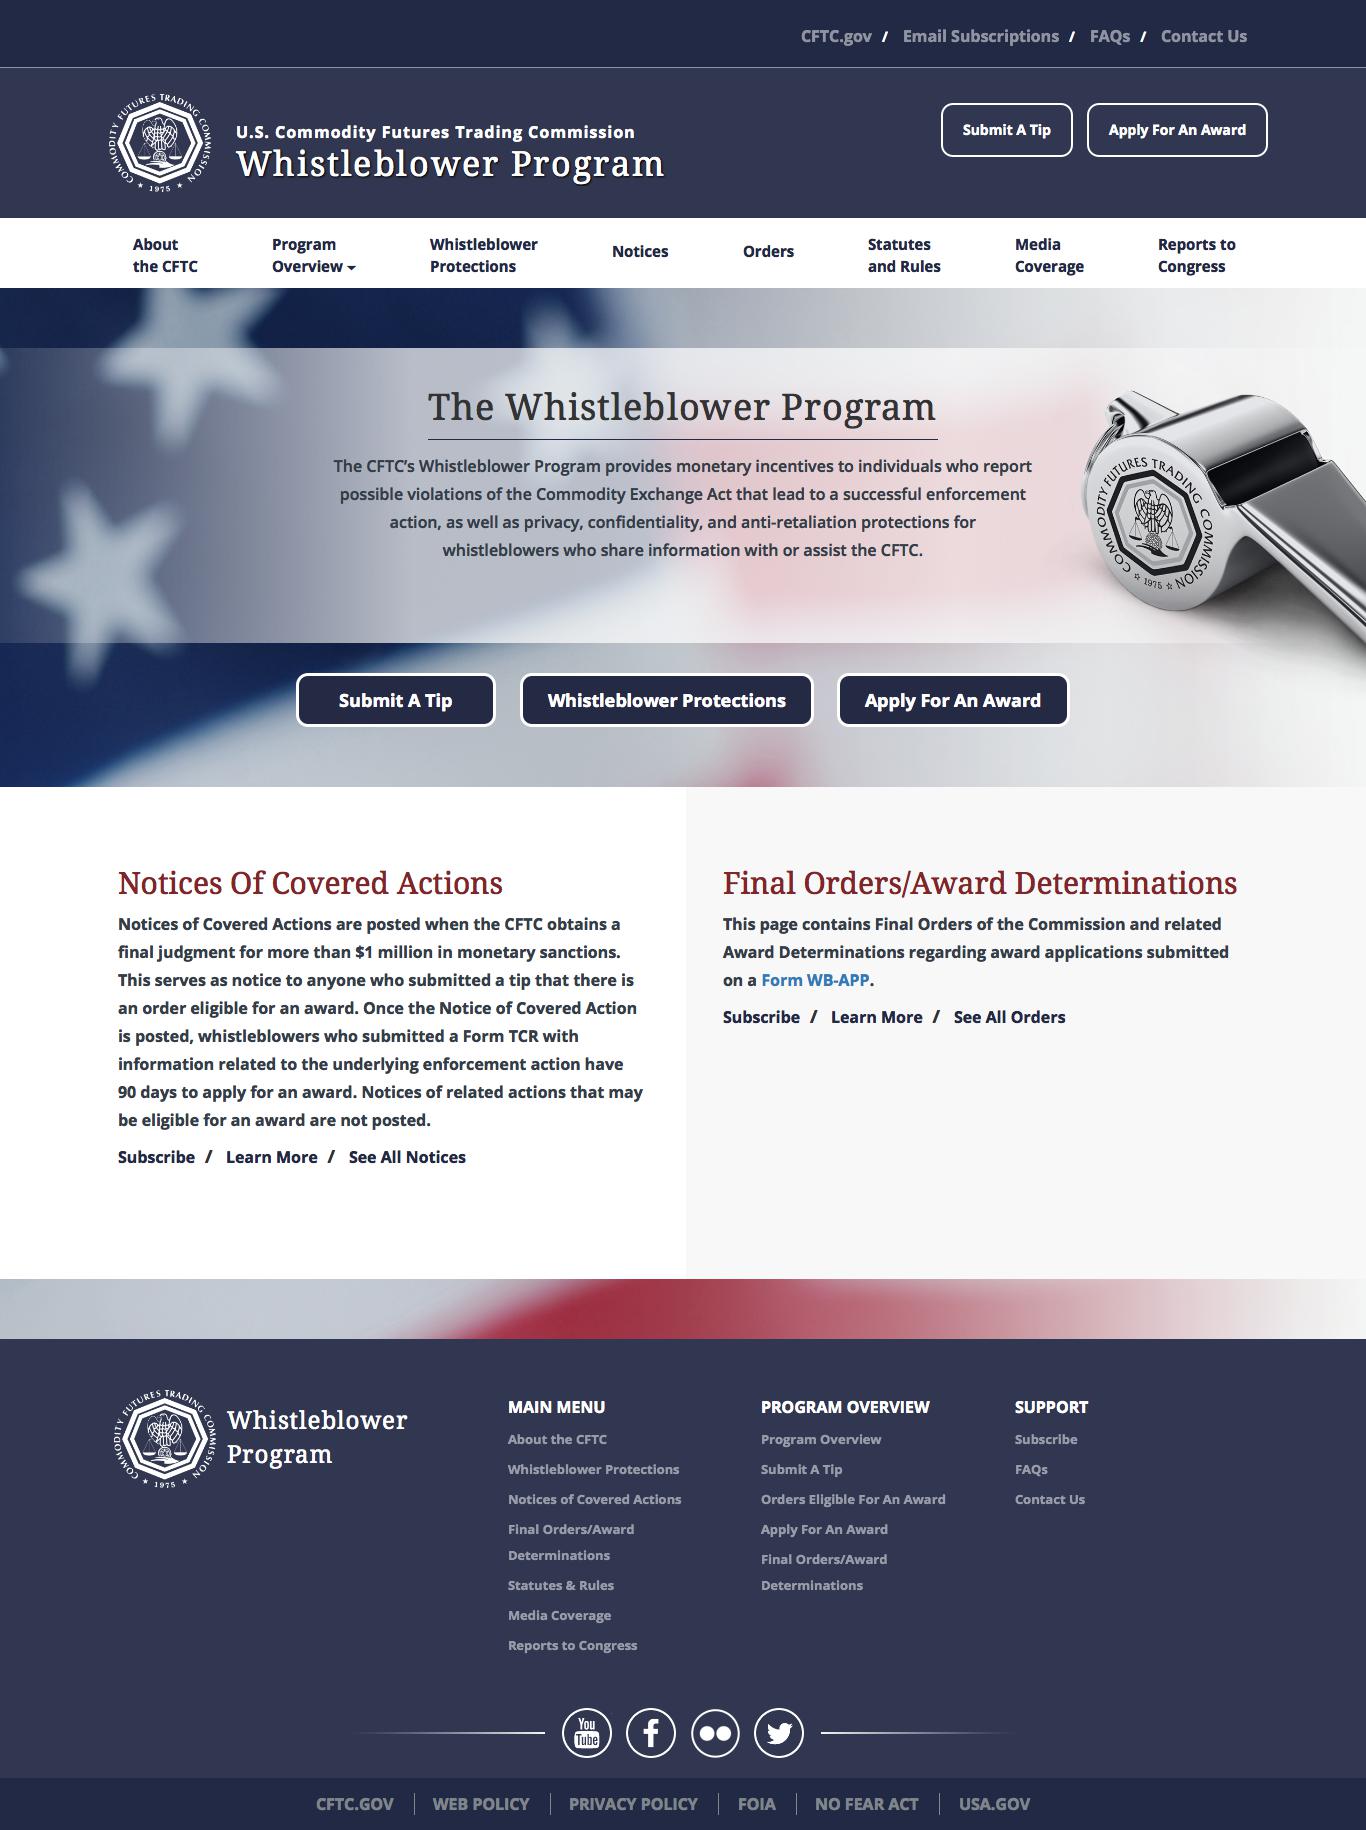 CFTC.gov / Email Subscriptions / FAQs / Contact Us
COMMODITY FUTURES TRADING COMMISSION
★ 1975 ★
U.S. Commodity Futures Trading Commission
Whistleblower Program
Submit A Tip
Apply For An Award
About
the CFTC
Program
Overview
Whistleblower
Protections
Notices
Orders
Statutes
and Rules
Media
Coverage
Reports to
Congress
The Whistleblower Program
The CFTC’s Whistleblower Program provides monetary incentives to individuals who report
possible violations of the Commodity Exchange Act that lead to a successful enforcement
action, as well as privacy, confidentiality, and anti-retaliation protections for
whistleblowers who share information with or assist the CFTC.
COMMODITY FUTURES TRADING COMMISSION
☆ 1975 ☆
Submit A Tip
Whistleblower Protections
Apply For An Award
Notices Of Covered Actions
Notices of Covered Actions are posted when the CFTC obtains a
final judgment for more than $1 million in monetary sanctions.
This serves as notice to anyone who submitted a tip that there is
an order eligible for an award. Once the Notice of Covered Action
is posted, whistleblowers who submitted a Form TCR with
information related to the underlying enforcement action have
90 days to apply for an award. Notices of related actions that may
be eligible for an award are not posted.
Subscribe / Learn More / See All Notices
Final Orders/Award Determinations
This page contains Final Orders of the Commission and related
Award Determinations regarding award applications submitted
on a Form WB-APP.
Subscribe / Learn More / See All Orders
COMMODITY FUTURES TRADING COMMISSION
★ 1975 ★
Whistleblower
Program
MAIN MENU
About the CFTC
Whistleblower Protections
Notices of Covered Actions
Final Orders/Award
Determinations
Statutes & Rules
Media Coverage
Reports to Congress
PROGRAM OVERVIEW
Program Overview
Submit A Tip
Orders Eligible For An Award
Apply For An Award
Final Orders/Award
Determinations
SUPPORT
Subscribe
FAQs
Contact Us
You
Tube
CFTC.GOV
WEB POLICY
PRIVACY POLICY
FOIA
NO FEAR ACT
USA.GOV